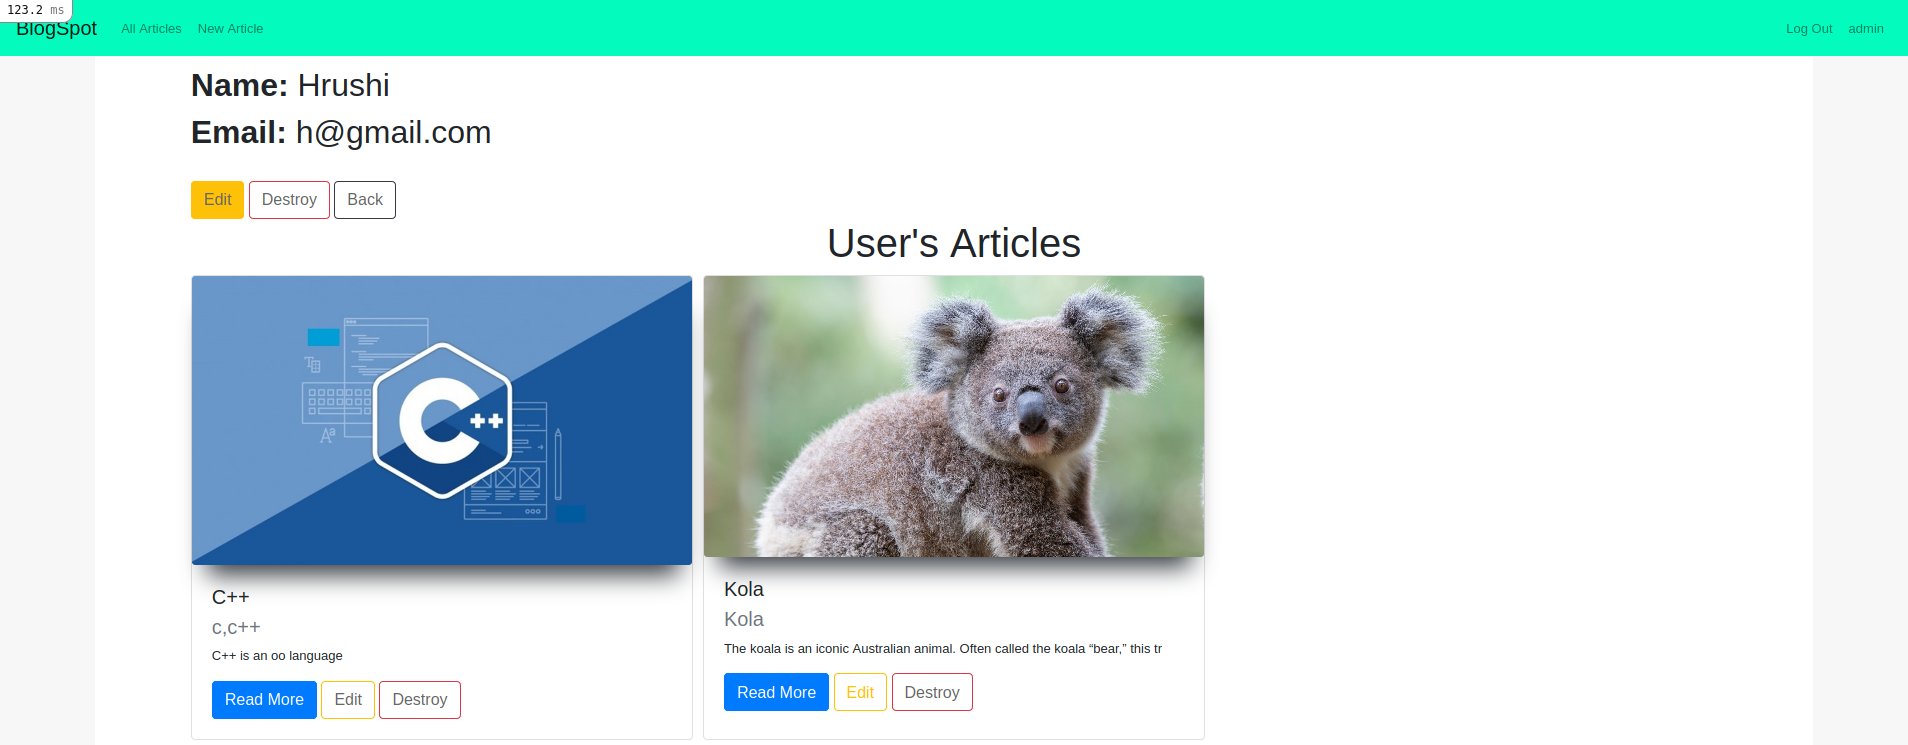 123.2 ms
BlogSpot All Articles New Article Log Out admin
Name: Hrushi
Email: h@gmail.com
Edit Destroy Back
User's Articles
C++
C++
c,c++
C++ is an oo language
Read More Edit Destroy
Kola
Kola
The koala is an iconic Australian animal. Often called the koala “bear,” this tr
Read More Edit Destroy